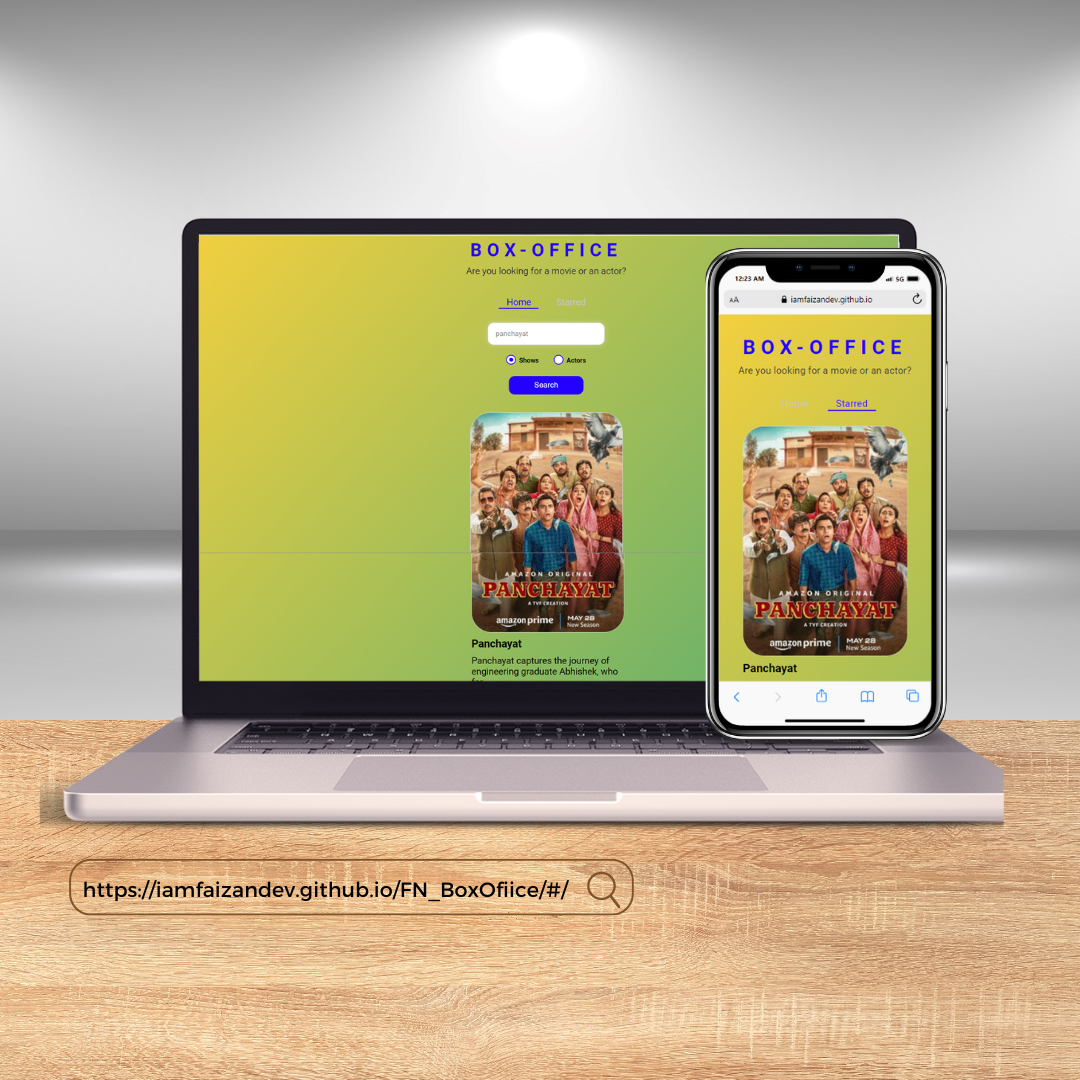 BOX-OFFICE
Are you looking for a movie or an actor?
Home Starred
panchayat
Shows Actors
Search
AMAZON ORIGINAL
PANCHAYAT
A TVF CREATION
amazon prime
MAY 28
New Season
Panchayat
Panchayat captures the journey of
engineering graduate Abhishek, who
12:23 AM 5G
AA iamfaizandev.github.io
BOX-OFFICE
Are you looking for a movie or an actor?
Home Starred
AMAZON ORIGINAL
PANCHAYAT
A TVF CREATION
amazon prime
MAY 28
New Season
Panchayat
https://iamfaizandev.github.io/FN_BoxOfiice/#/